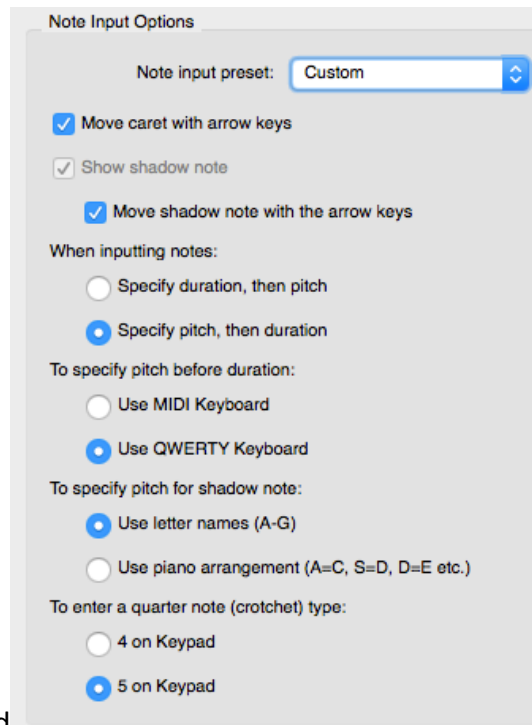 Note Input Options
Note input preset: Custom
Move caret with arrow keys
Show shadow note
Move shadow note with the arrow keys
When inputting notes:
Specify duration, then pitch
Specify pitch, then duration
To specify pitch before duration:
Use MIDI Keyboard
Use QWERTY Keyboard
To specify pitch for shadow note:
Use letter names (A-G)
Use piano arrangement (A=C, S=D, D=E etc.)
To enter a quarter note (crotchet) type:
4 on Keypad
5 on Keypad